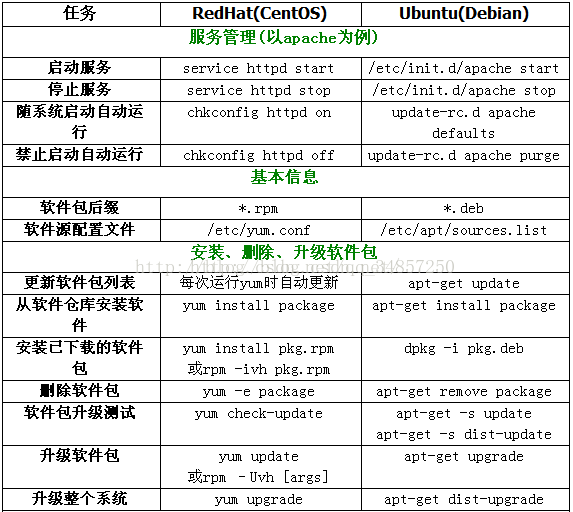 任务 RedHat(CentOS) Ubuntu(Debian)
服务管理(以apache为例)
启动服务 service httpd start /etc/init.d/apache start
停止服务 service httpd stop /etc/init.d/apache stop
随系统启动自动运 chkconfig httpd on update-rc.d apache
行 defaults
禁止启动自动运行 chkconfig httpd off update-rc.d apache purge
基本信息
软件包后缀 *.rpm *.deb
软件源配置文件 /etc/yum.conf /etc/apt/sources.list
安装、删除、升级软件包
更新软件包列表 每次运行yum时自动更新 apt-get update
从软件仓库安装软 yum install package apt-get install package
件
安装已下载的软件 yum install pkg.rpm dpkg -i pkg.deb
包 或rpm -ivh pkg.rpm
删除软件包 yum -e package apt-get remove package
软件包升级测试 yum check-update apt-get -s update
apt-get -s dist-update
升级软件包 yum update apt-get upgrade
或rpm -Uvh [args]
升级整个系统 yum upgrade apt-get dist-upgrade